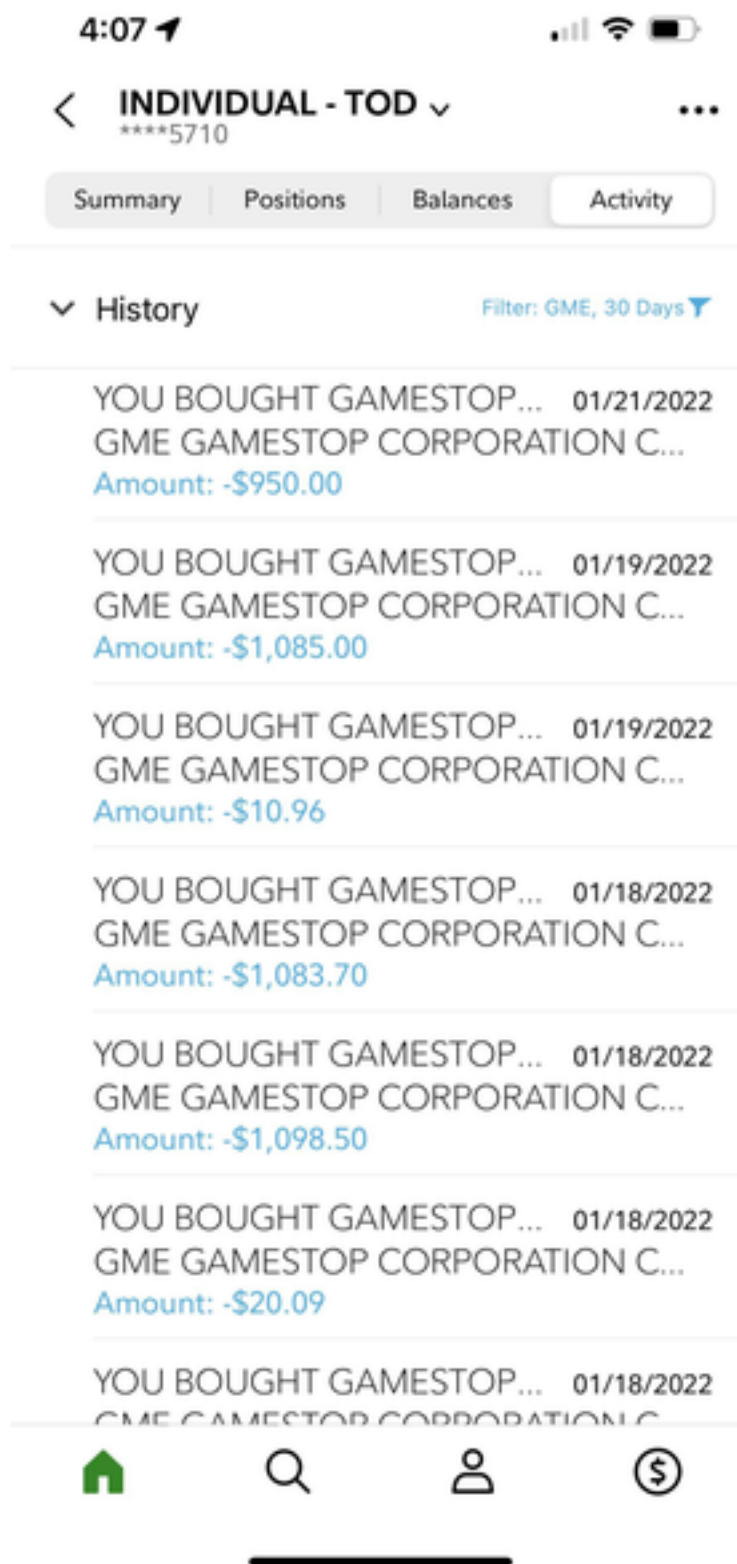 4:07
INDIVIDUAL - TOD
****5710
Summary Positions Balances Activity
History Filter: GME, 30 Days
YOU BOUGHT GAMESTOP... 01/21/2022
GME GAMESTOP CORPORATION C...
Amount: -$950.00
YOU BOUGHT GAMESTOP... 01/19/2022
GME GAMESTOP CORPORATION C...
Amount: -$1,085.00
YOU BOUGHT GAMESTOP... 01/19/2022
GME GAMESTOP CORPORATION C...
Amount: -$10.96
YOU BOUGHT GAMESTOP... 01/18/2022
GME GAMESTOP CORPORATION C...
Amount: -$1,083.70
YOU BOUGHT GAMESTOP... 01/18/2022
GME GAMESTOP CORPORATION C...
Amount: -$1,098.50
YOU BOUGHT GAMESTOP... 01/18/2022
GME GAMESTOP CORPORATION C...
Amount: -$20.09
YOU BOUGHT GAMESTOP... 01/18/2022
GME GAMESTOP CORPORATION C